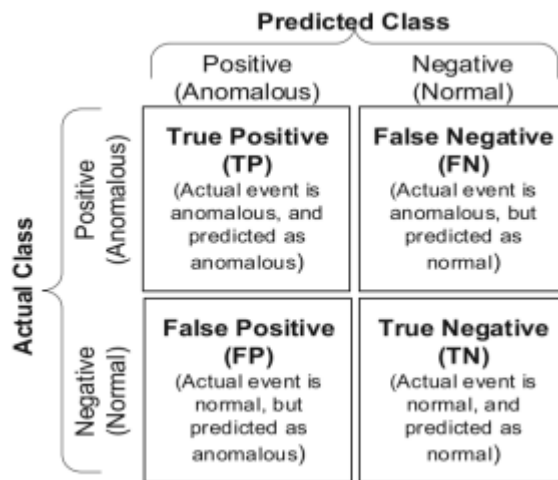 Predicted Class
Positive
(Anomalous)
Negative
(Normal)
Actual Class
Positive
(Anomalous)
True Positive
(TP)
(Actual event is
anomalous, and
predicted as
anomalous)
False Negative
(FN)
(Actual event is
anomalous, but
predicted as
normal)
Negative
(Normal)
False Positive
(FP)
(Actual event is
normal, but
predicted as
anomalous)
True Negative
(TN)
(Actual event is
normal, and
predicted as
normal)